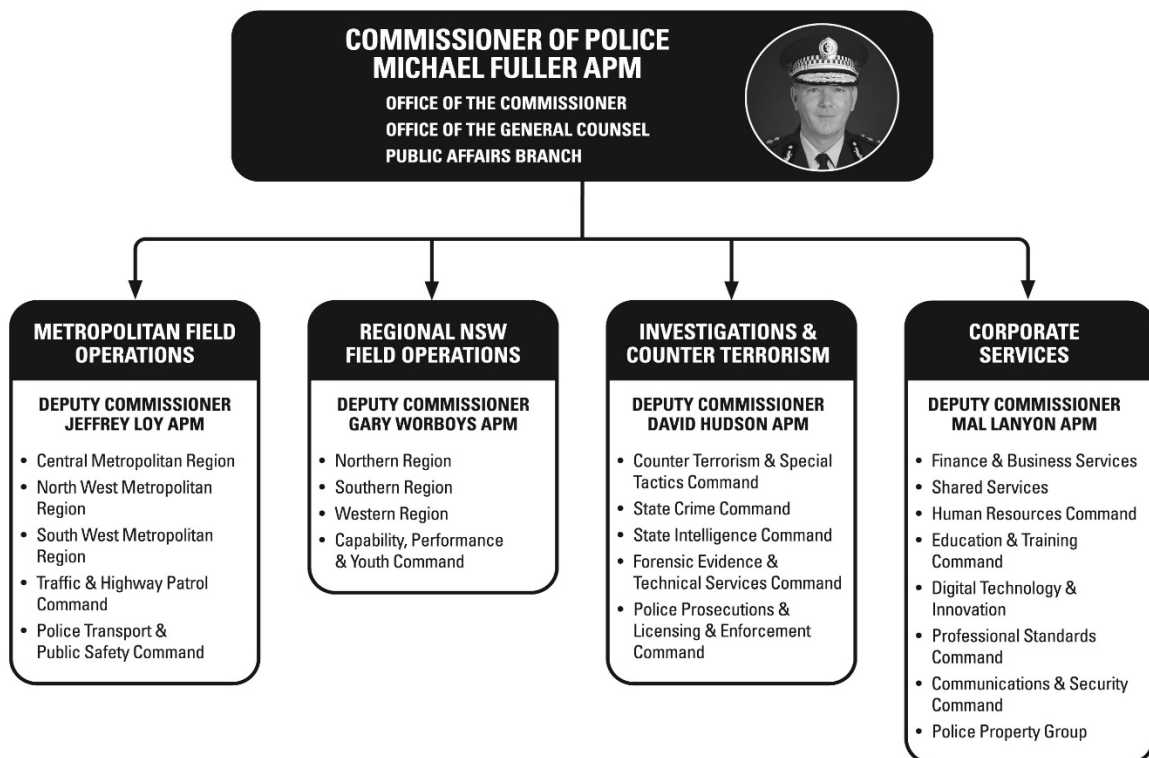 COMMISSIONER OF POLICE
MICHAEL FULLER APM
OFFICE OF THE COMMISSIONER
OFFICE OF THE GENERAL COUNSEL
PUBLIC AFFAIRS BRANCH
METROPOLITAN FIELD
OPERATIONS
DEPUTY COMMISSIONER
JEFFREY LOY APM
• Central Metropolitan Region
• North West Metropolitan
Region
• South West Metropolitan
Region
• Traffic & Highway Patrol
Command
• Police Transport &
Public Safety Command
REGIONAL NSW
FIELD OPERATIONS
DEPUTY COMMISSIONER
GARY WORBOYS APM
• Northern Region
• Southern Region
• Western Region
• Capability, Performance
& Youth Command
INVESTIGATIONS &
COUNTER TERRORISM
DEPUTY COMMISSIONER
DAVID HUDSON APM
• Counter Terrorism & Special
Tactics Command
• State Crime Command
• State Intelligence Command
• Forensic Evidence &
Technical Services Command
• Police Prosecutions &
Licensing & Enforcement
Command
CORPORATE
SERVICES
DEPUTY COMMISSIONER
MAL LANYON APM
• Finance & Business Services
• Shared Services
• Human Resources Command
• Education & Training
Command
• Digital Technology &
Innovation
• Professional Standards
Command
• Communications & Security
Command
• Police Property Group